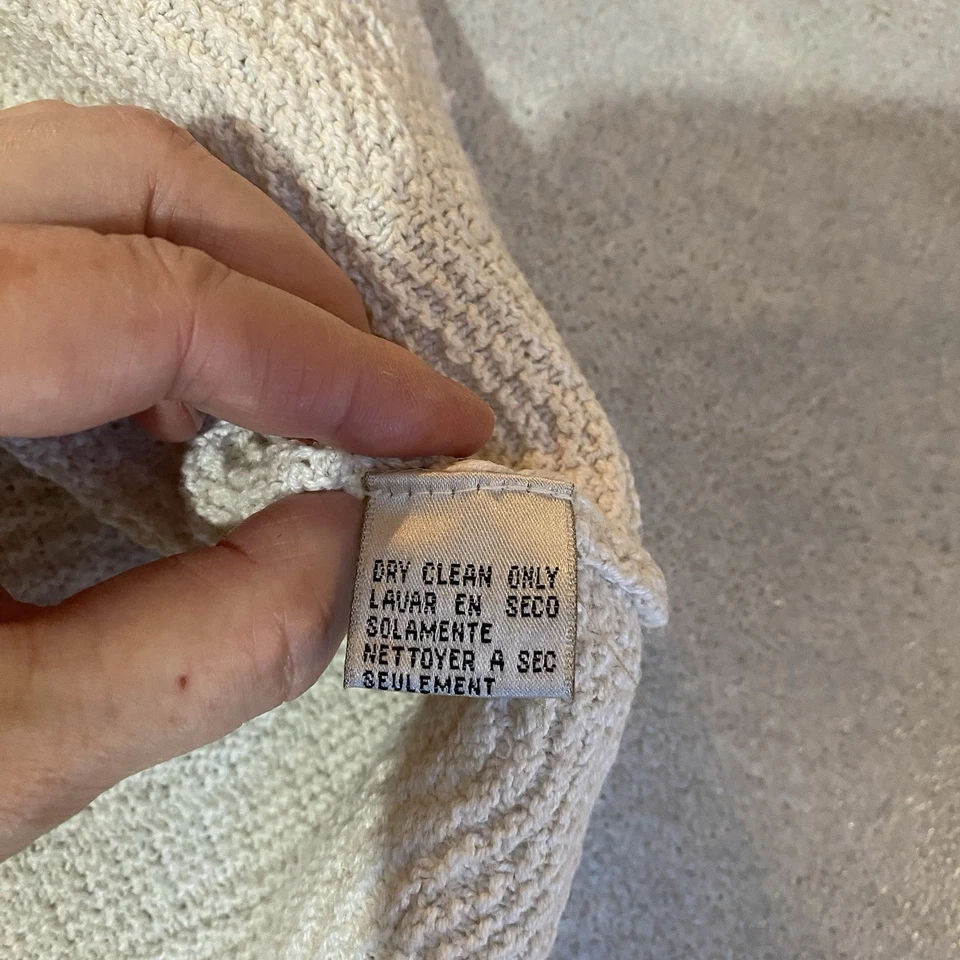 DRY CLEAN ONLY
LAVAR EN SECO
SOLAMENTE
NETTOYER A SEC
SEULEMENT